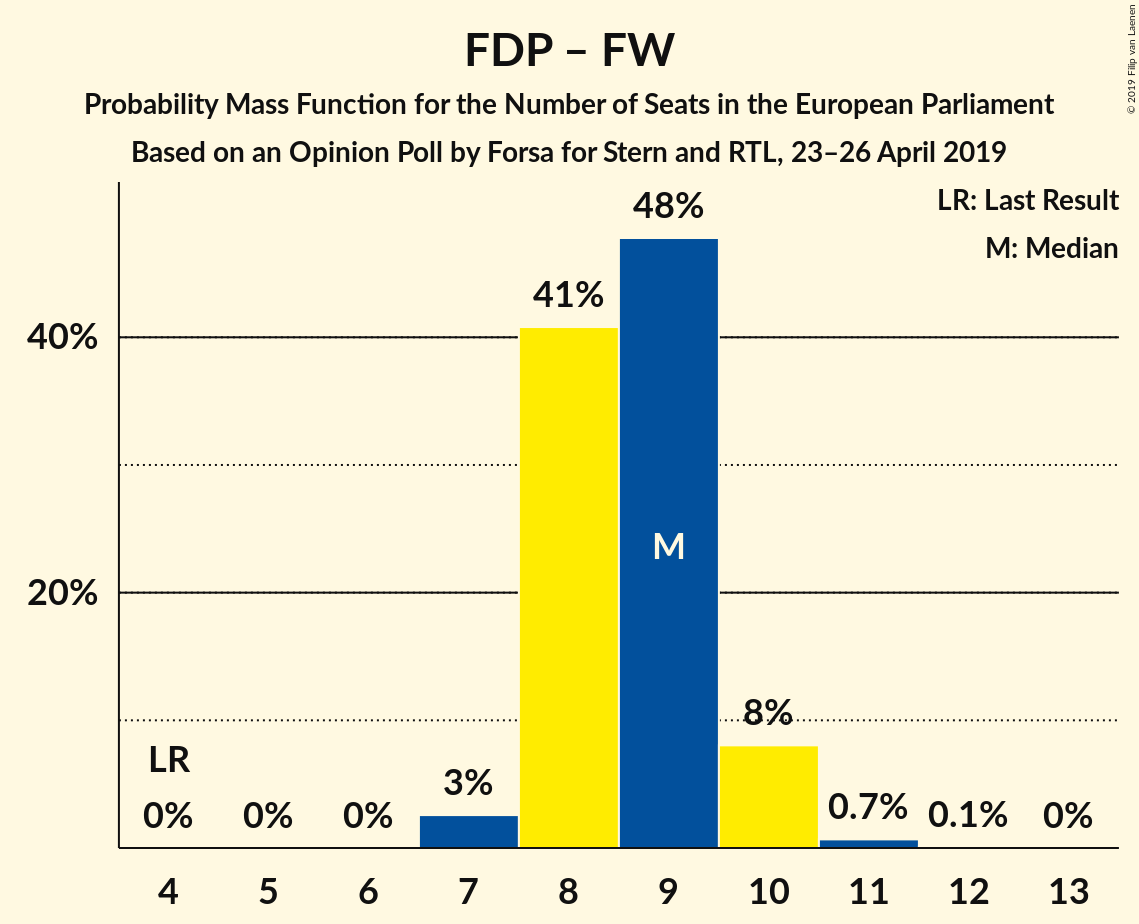 FDP – FW
Probability Mass Function for the Number of Seats in the European Parliament
Based on an Opinion Poll by Forsa for Stern and RTL, 23–26 April 2019
© 2019 Filip van Laenen
LR: Last Result
M: Median
40%
20%
LR
0%
0%
0%
3%
41%
48%
M
8%
0.7%
0.1%
0%
4 5 6 7 8 9 10 11 12 13